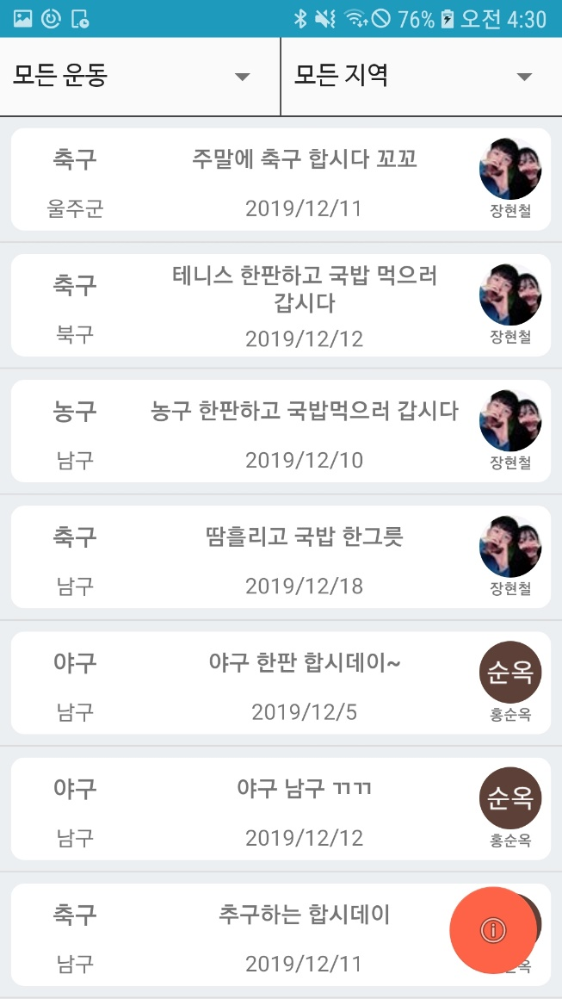 76% 오전 4:30
모든 운동 모든 지역
축구 주말에 축구 합시다 꼬꼬
울주군 2019/12/11 장현철
축구 테니스 한판하고 국밥 먹으러
갑시다
북구 2019/12/12 장현철
농구 농구 한판하고 국밥먹으러 갑시다
남구 2019/12/10 장현철
축구 땀흘리고 국밥 한그릇
남구 2019/12/18 장현철
야구 야구 한판 합시데이~
순옥
남구 2019/12/5 홍순옥
야구 야구 남구 ㄲㄲ
순옥
남구 2019/12/12 홍순옥
축구 추구하는 합시데이
남구 2019/12/11